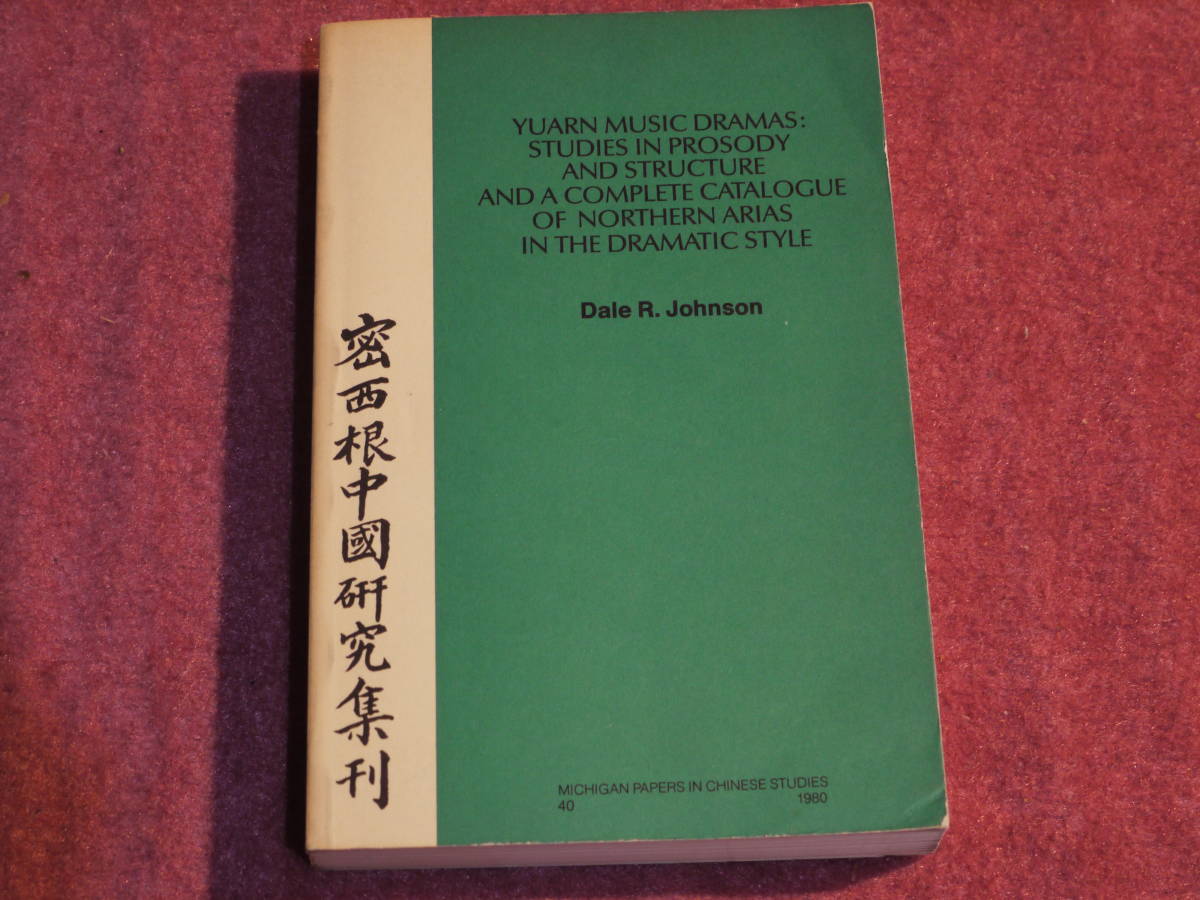 YUARN MUSIC DRAMAS:
STUDIES IN PROSODY
AND STRUCTURE
AND A COMPLETE CATALOGUE
OF NORTHERN ARIAS
IN THE DRAMATIC STYLE
Dale R. Johnson
密西根中國研究集刊
MICHIGAN PAPERS IN CHINESE STUDIES
40 1980